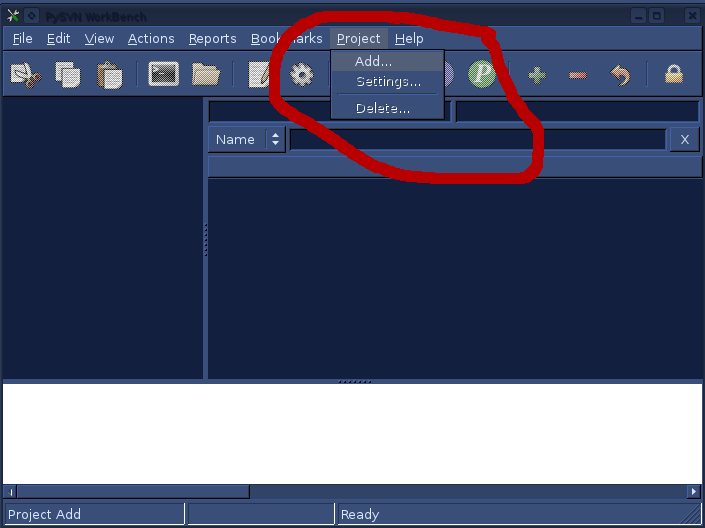 PySVN WorkBench
File Edit View Actions Reports Bookmarks Project Help
Add...
Settings...
Delete...
P
Name
X
Project Add
Ready